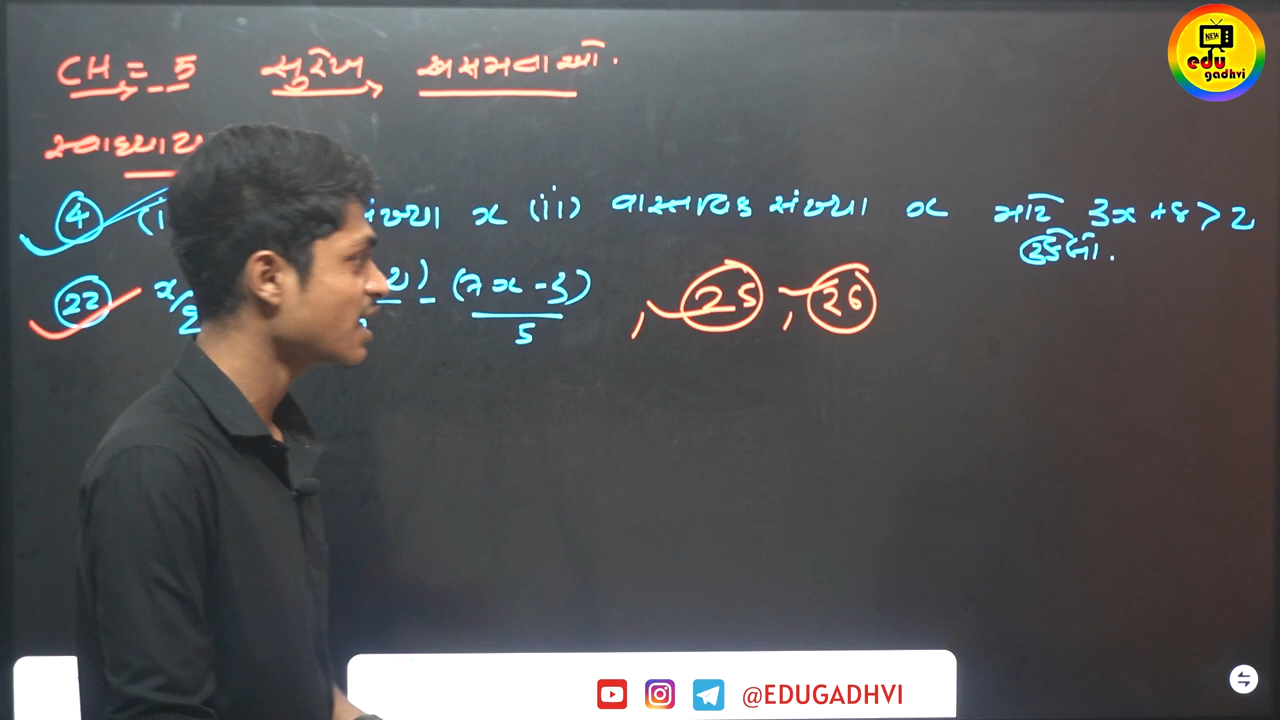 CH = 5 સુરેખ અસમતાઓ.
સ્વાધ્યાય
④ (i સંખ્યા x (ii) વાસ્તવિક સંખ્યા x માટે 3x + 8 > 2
ઉકેલો.
㉒ x/2 (7x - 3)/5 , ㉕ , ㉖
NEW
edu
gadhvi
@EDUGADHVI